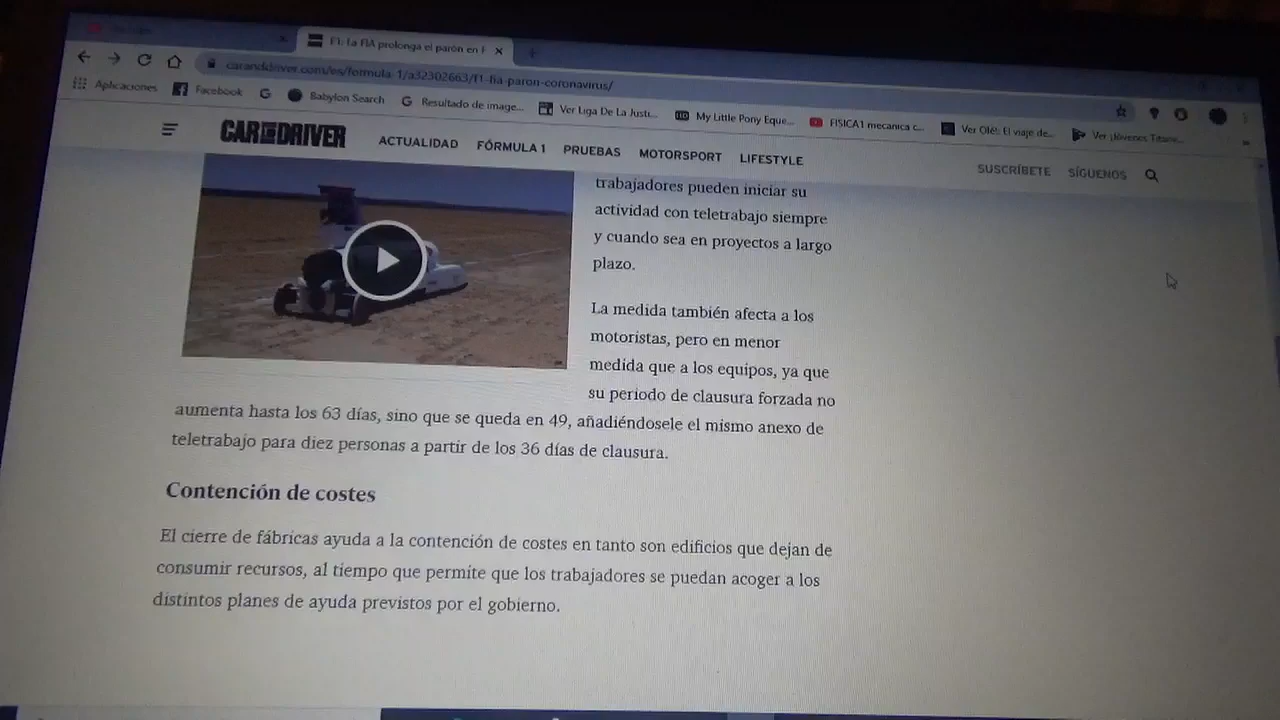 F1: La FIA prolonga el parón en F
caranddriver.com/es/formula-1/a32302663/f1-fia-paron-coronavirus/
Aplicaciones
Facebook
Babylon Search
Resultado de image...
Ver Liga De La Justi...
My Little Pony Eque...
FISICA1 mecanica c...
Ver Olé!: El viaje de...
Ver ¡Jóvenes Titane...
CAR AND DRIVER
ACTUALIDAD
FÓRMULA 1
PRUEBAS
MOTORSPORT
LIFESTYLE
SUSCRÍBETE
SÍGUENOS
trabajadores pueden iniciar su
actividad con teletrabajo siempre
y cuando sea en proyectos a largo
plazo.
La medida también afecta a los
motoristas, pero en menor
medida que a los equipos, ya que
su periodo de clausura forzada no
aumenta hasta los 63 días, sino que se queda en 49, añadiéndosele el mismo anexo de
teletrabajo para diez personas a partir de los 36 días de clausura.
Contención de costes
El cierre de fábricas ayuda a la contención de costes en tanto son edificios que dejan de
consumir recursos, al tiempo que permite que los trabajadores se puedan acoger a los
distintos planes de ayuda previstos por el gobierno.